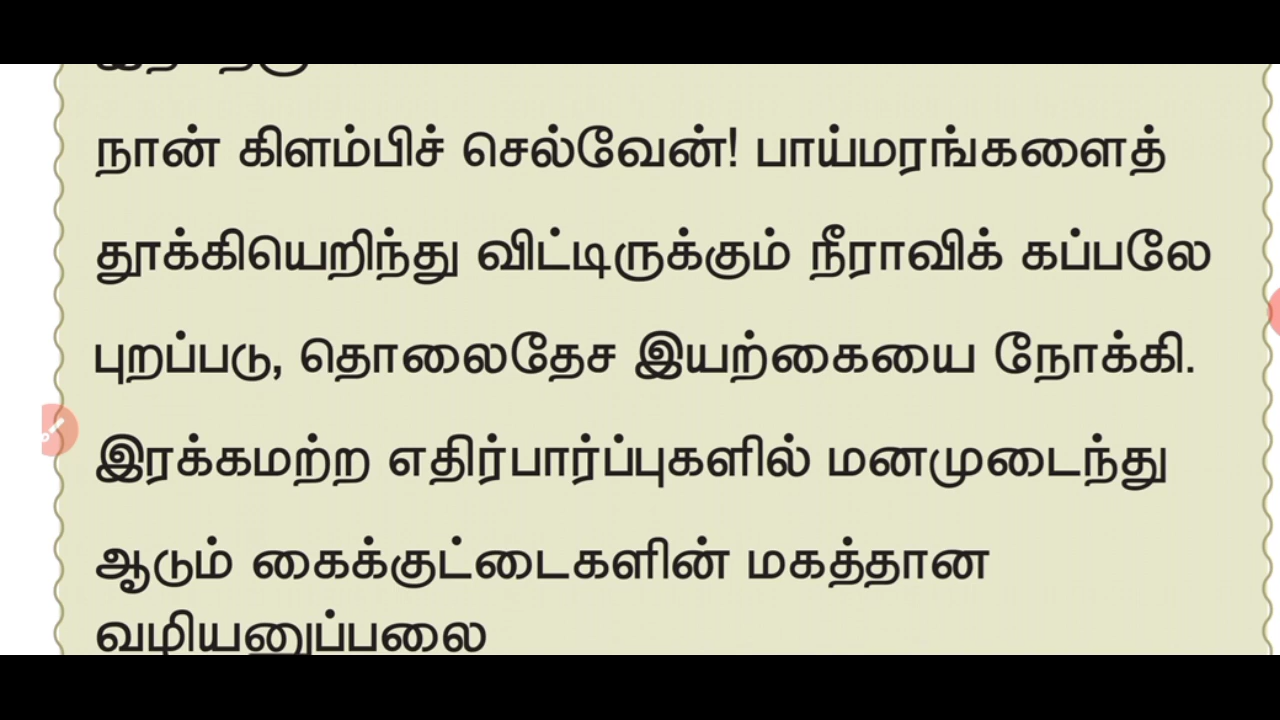 நான் கிளம்பிச் செல்வேன்! பாய்மரங்களைத்
தூக்கியெறிந்து விட்டிருக்கும் நீராவிக் கப்பலே
புறப்படு, தொலைதேச இயற்கையை நோக்கி.
இரக்கமற்ற எதிர்பார்ப்புகளில் மனமுடைந்து
ஆடும் கைக்குட்டைகளின் மகத்தான
வழியனுப்பலை